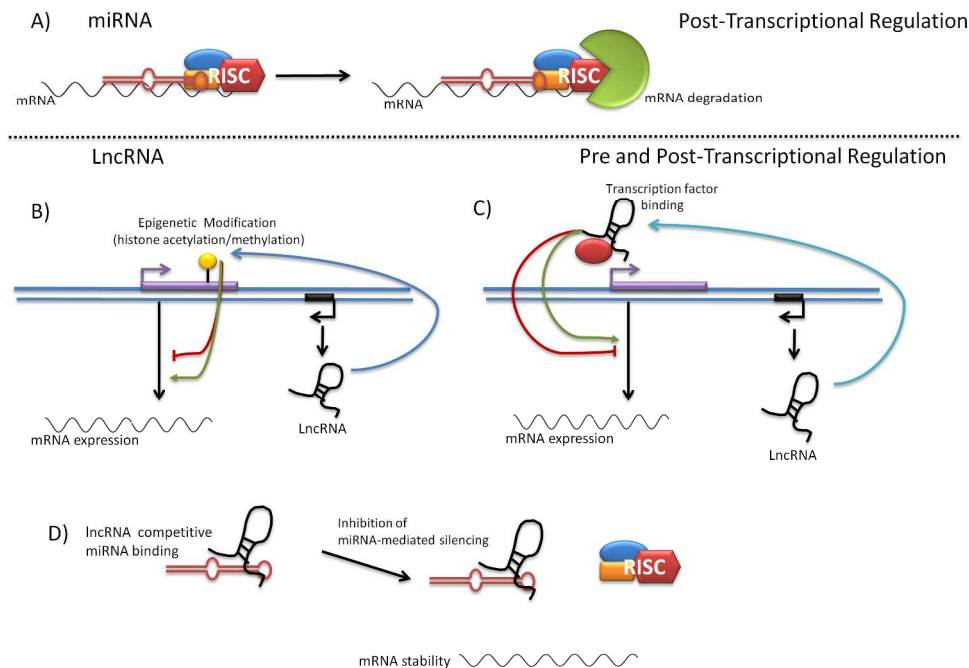 A) miRNA
Post-Transcriptional Regulation
RISC
mRNA
RISC
mRNA
mRNA degradation
LncRNA
Pre and Post-Transcriptional Regulation
B)
Epigenetic Modification
(histone acetylation/methylation)
LncRNA
mRNA expression
C)
Transcription factor
binding
mRNA expression
LncRNA
D)
lncRNA competitive
miRNA binding
Inhibition of
miRNA-mediated silencing
RISC
mRNA stability